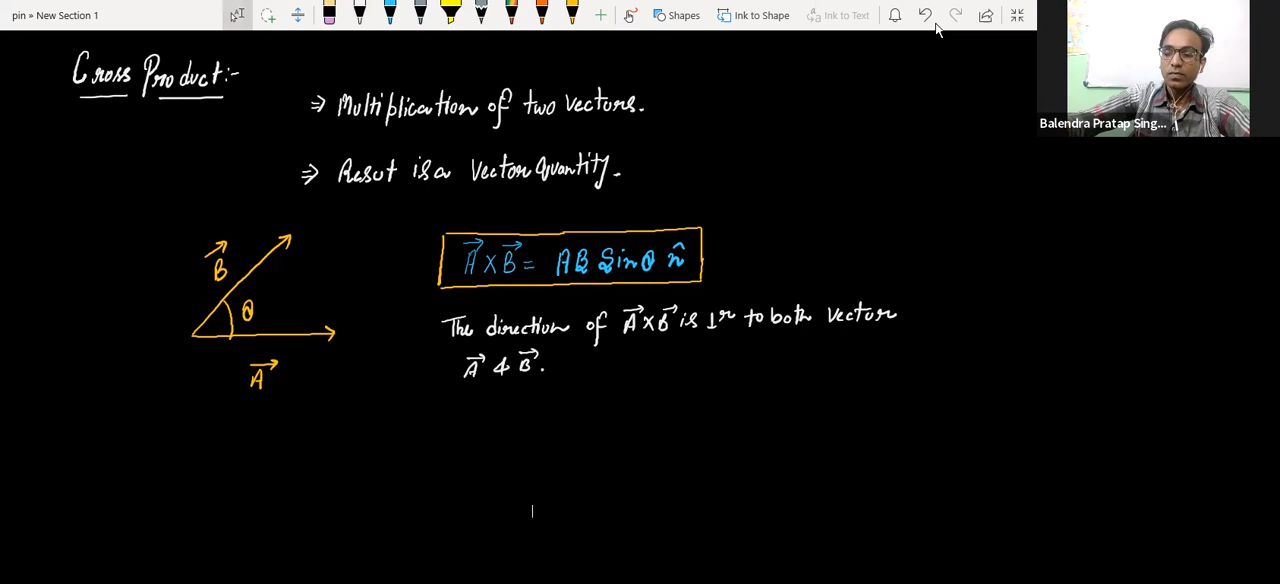 pin » New Section 1
Shapes
Ink to Shape
Ink to Text
Balendra Pratap Sing...
Cross Product:-
⇒ Multiplication of two vectors.
⇒ Resut is a Vector Quantity.
B⃗
θ
A⃗
A⃗ × B⃗ = AB Sinθ n̂
The direction of A⃗×B⃗ is ⊥r to both vector
A⃗ & B⃗.